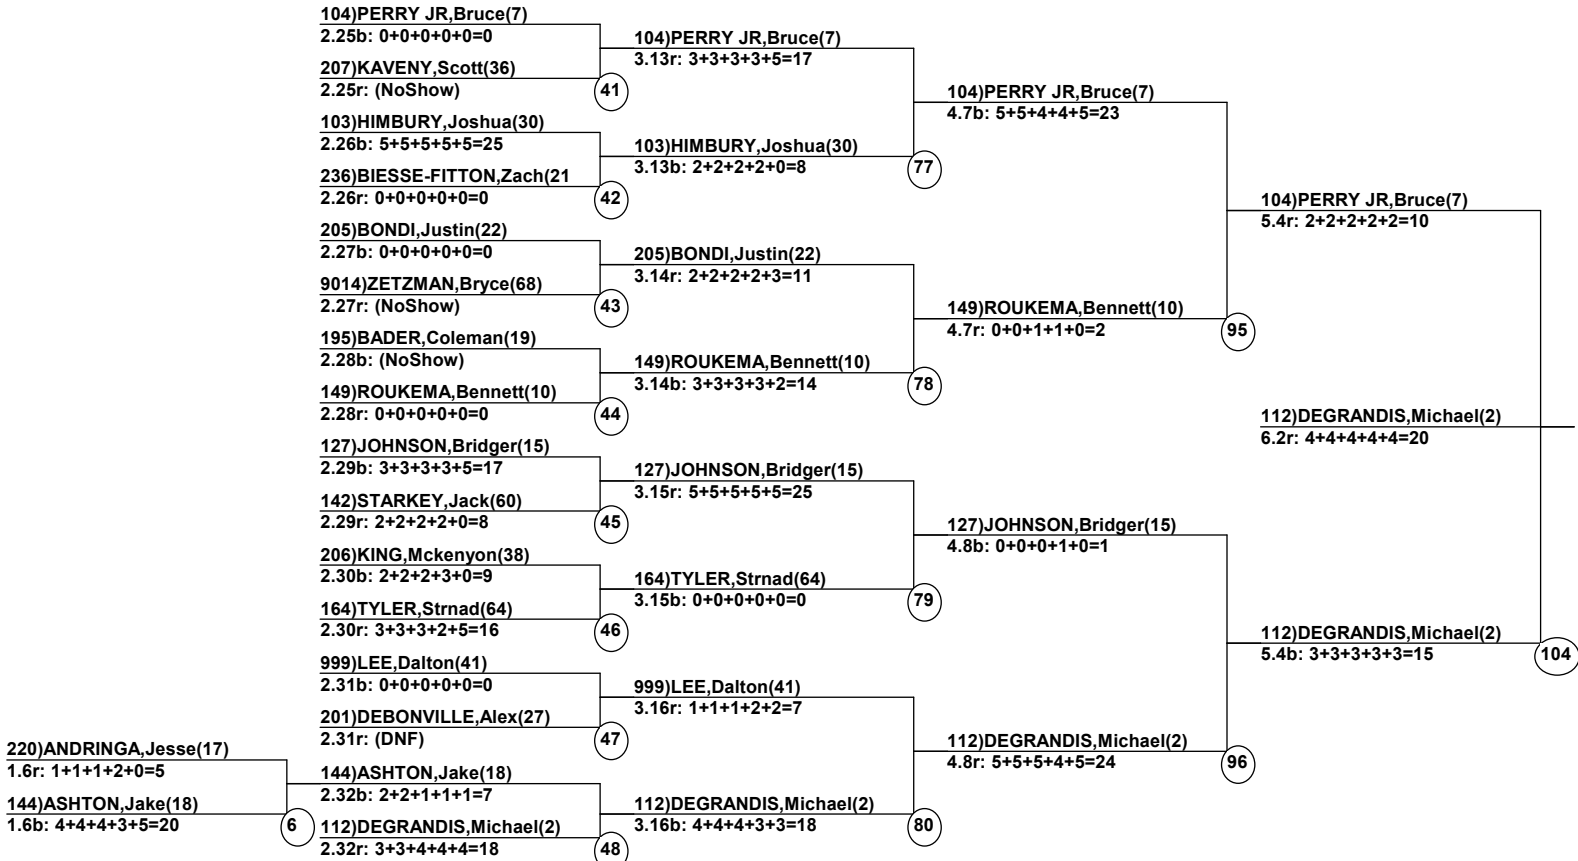 104)PERRY JR,Bruce(7)
2.25b: 0+0+0+0+0=0
207)KAVENY,Scott(36)
2.25r: (NoShow)
41
103)HIMBURY,Joshua(30)
2.26b: 5+5+5+5+5=25
236)BIESSE-FITTON,Zach(21
2.26r: 0+0+0+0+0=0
42
205)BONDI,Justin(22)
2.27b: 0+0+0+0+0=0
9014)ZETZMAN,Bryce(68)
2.27r: (NoShow)
43
195)BADER,Coleman(19)
2.28b: (NoShow)
149)ROUKEMA,Bennett(10)
2.28r: 0+0+0+0+0=0
44
127)JOHNSON,Bridger(15)
2.29b: 3+3+3+3+5=17
142)STARKEY,Jack(60)
2.29r: 2+2+2+2+0=8
45
206)KING,Mckenyon(38)
2.30b: 2+2+2+3+0=9
164)TYLER,Strnad(64)
2.30r: 3+3+3+2+5=16
46
999)LEE,Dalton(41)
2.31b: 0+0+0+0+0=0
201)DEBONVILLE,Alex(27)
2.31r: (DNF)
47
220)ANDRINGA,Jesse(17)
1.6r: 1+1+1+2+0=5
144)ASHTON,Jake(18)
1.6b: 4+4+4+3+5=20
6
144)ASHTON,Jake(18)
2.32b: 2+2+1+1+1=7
112)DEGRANDIS,Michael(2)
2.32r: 3+3+4+4+4=18
48
104)PERRY JR,Bruce(7)
3.13r: 3+3+3+3+5=17
103)HIMBURY,Joshua(30)
3.13b: 2+2+2+2+0=8
77
205)BONDI,Justin(22)
3.14r: 2+2+2+2+3=11
149)ROUKEMA,Bennett(10)
3.14b: 3+3+3+3+2=14
78
127)JOHNSON,Bridger(15)
3.15r: 5+5+5+5+5=25
164)TYLER,Strnad(64)
3.15b: 0+0+0+0+0=0
79
999)LEE,Dalton(41)
3.16r: 1+1+1+2+2=7
112)DEGRANDIS,Michael(2)
3.16b: 4+4+4+3+3=18
80
104)PERRY JR,Bruce(7)
4.7b: 5+5+4+4+5=23
149)ROUKEMA,Bennett(10)
4.7r: 0+0+1+1+0=2
95
127)JOHNSON,Bridger(15)
4.8b: 0+0+0+1+0=1
112)DEGRANDIS,Michael(2)
4.8r: 5+5+5+4+5=24
96
104)PERRY JR,Bruce(7)
5.4r: 2+2+2+2+2=10
112)DEGRANDIS,Michael(2)
6.2r: 4+4+4+4+4=20
112)DEGRANDIS,Michael(2)
5.4b: 3+3+3+3+3=15
104